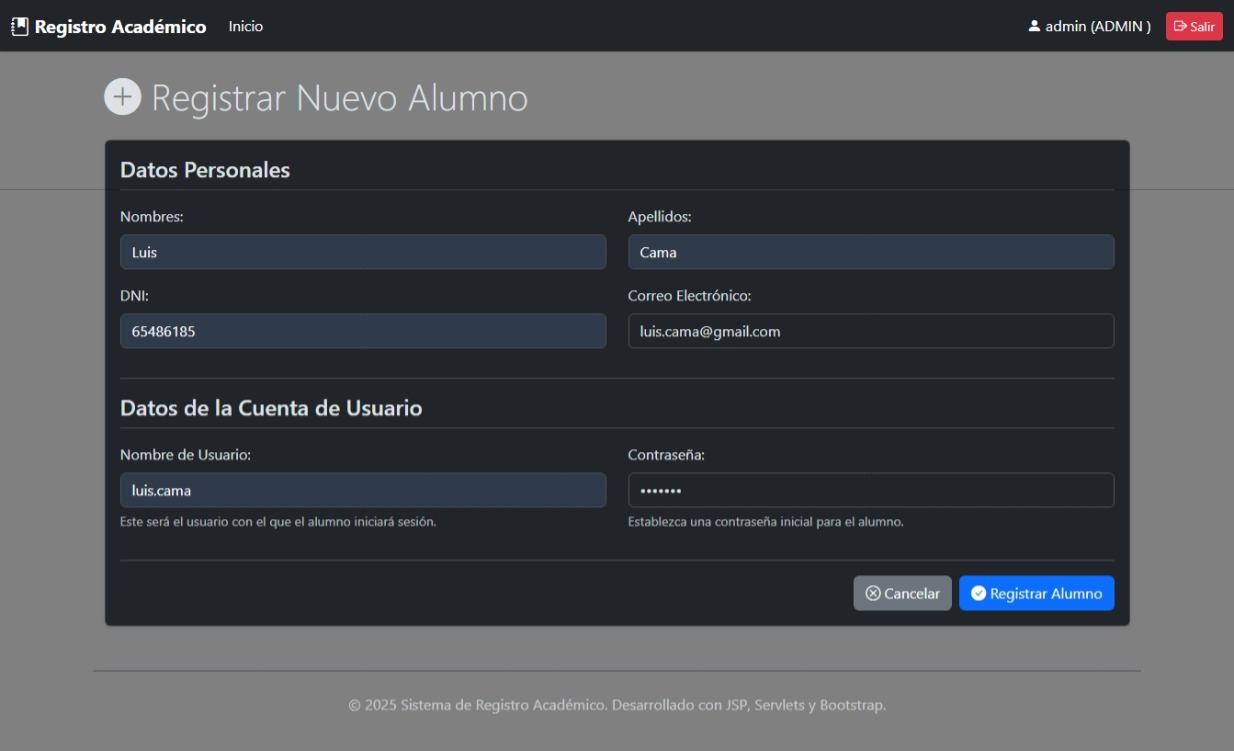 Registro Académico Inicio admin (ADMIN ) Salir
Registrar Nuevo Alumno
Datos Personales
Nombres: Apellidos:
Luis Cama
DNI: Correo Electrónico:
65486185 luis.cama@gmail.com
Datos de la Cuenta de Usuario
Nombre de Usuario: Contraseña:
luis.cama •••••••
Este será el usuario con el que el alumno iniciará sesión. Establezca una contraseña inicial para el alumno.
Cancelar Registrar Alumno
© 2025 Sistema de Registro Académico. Desarrollado con JSP, Servlets y Bootstrap.